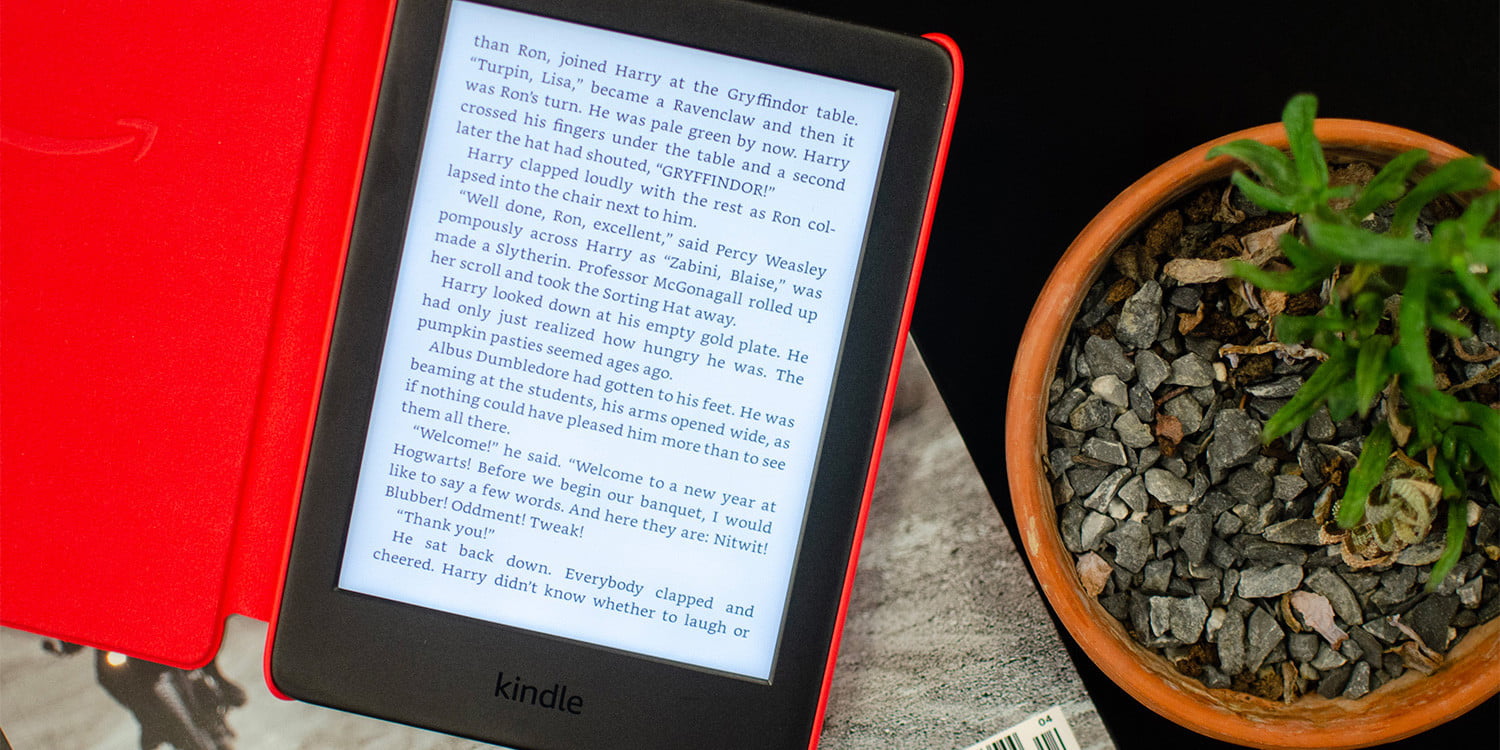 than Ron, joined Harry at the Gryffindor table.
“Turpin, Lisa,” became a Ravenclaw and then it
was Ron’s turn. He was pale green by now. Harry
crossed his fingers under the table and a second
later the hat had shouted, “GRYFFINDOR!”
Harry clapped loudly with the rest as Ron col-
lapsed into the chair next to him.
“Well done, Ron, excellent,” said Percy Weasley
pompously across Harry as “Zabini, Blaise,” was
made a Slytherin. Professor McGonagall rolled up
her scroll and took the Sorting Hat away.
Harry looked down at his empty gold plate. He
had only just realized how hungry he was. The
pumpkin pasties seemed ages ago.
Albus Dumbledore had gotten to his feet. He was
beaming at the students, his arms opened wide, as
if nothing could have pleased him more than to see
them all there.
“Welcome!” he said. “Welcome to a new year at
Hogwarts! Before we begin our banquet, I would
like to say a few words. And here they are: Nitwit!
Blubber! Oddment! Tweak!
“Thank you!”
He sat back down. Everybody clapped and
cheered. Harry didn’t know whether to laugh or
kindle
04